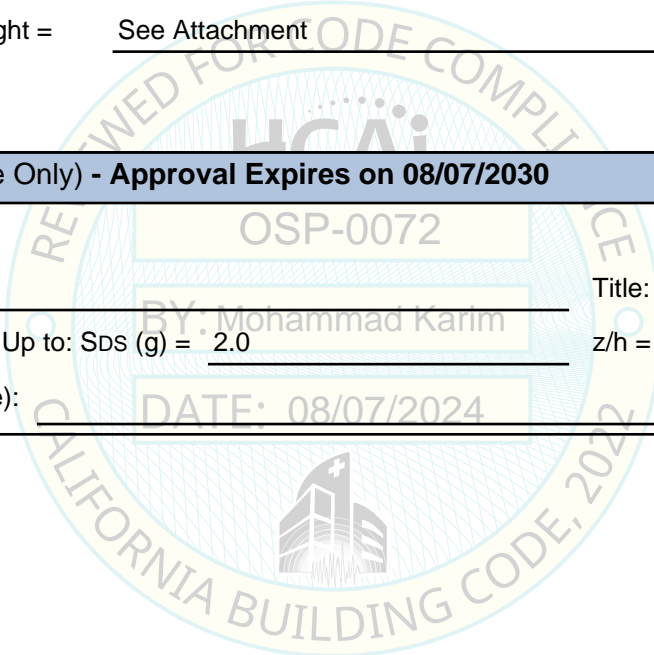 ght = See Attachment
REVIEWED FOR CODE COMPLIANCE
HCAi
e Only) - Approval Expires on 08/07/2030
OSP-0072
Title:
BY: Mohammad Karim
Up to: SDS (g) = 2.0 z/h =
e):
DATE: 08/07/2024
CALIFORNIA BUILDING CODE, 2022